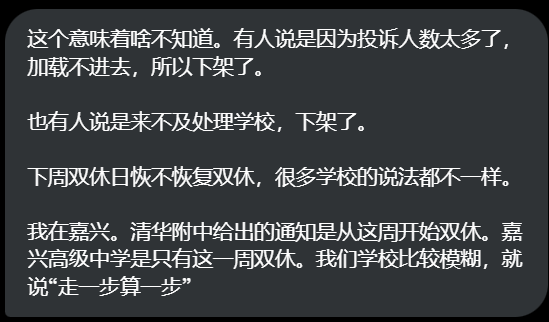 这个意味着啥不知道。有人说是因为投诉人数太多了，
加载不进去，所以下架了。
也有人说是来不及处理学校，下架了。
下周双休日恢不恢复双休，很多学校的说法都不一样。
我在嘉兴。清华附中给出的通知是从这周开始双休。嘉
兴高级中学是只有这一周双休。我们学校比较模糊，就
说“走一步算一步”